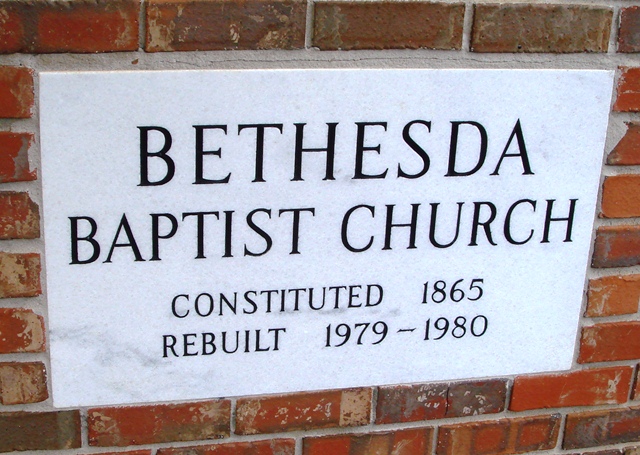 BETHESDA
BAPTIST CHURCH
CONSTITUTED 1865
REBUILT 1979-1980